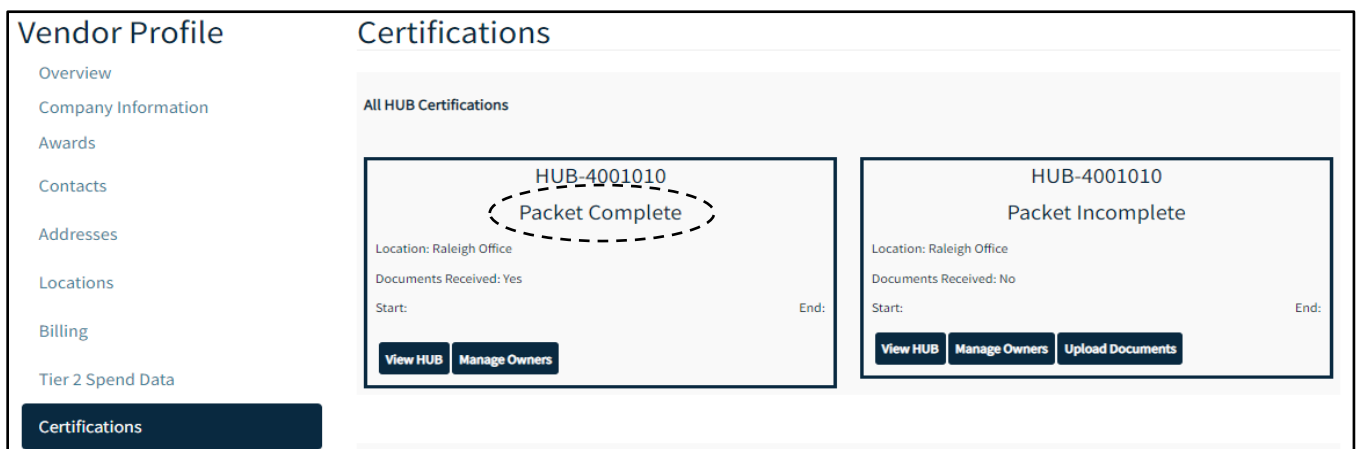 Vendor Profile
Overview
Company Information
Awards
Contacts
Addresses
Locations
Billing
Tier 2 Spend Data
Certifications
Certifications
All HUB Certifications
HUB-4001010
Packet Complete
Location: Raleigh Office
Documents Received: Yes
Start: End:
View HUB Manage Owners
HUB-4001010
Packet Incomplete
Location: Raleigh Office
Documents Received: No
Start: End:
View HUB Manage Owners Upload Documents